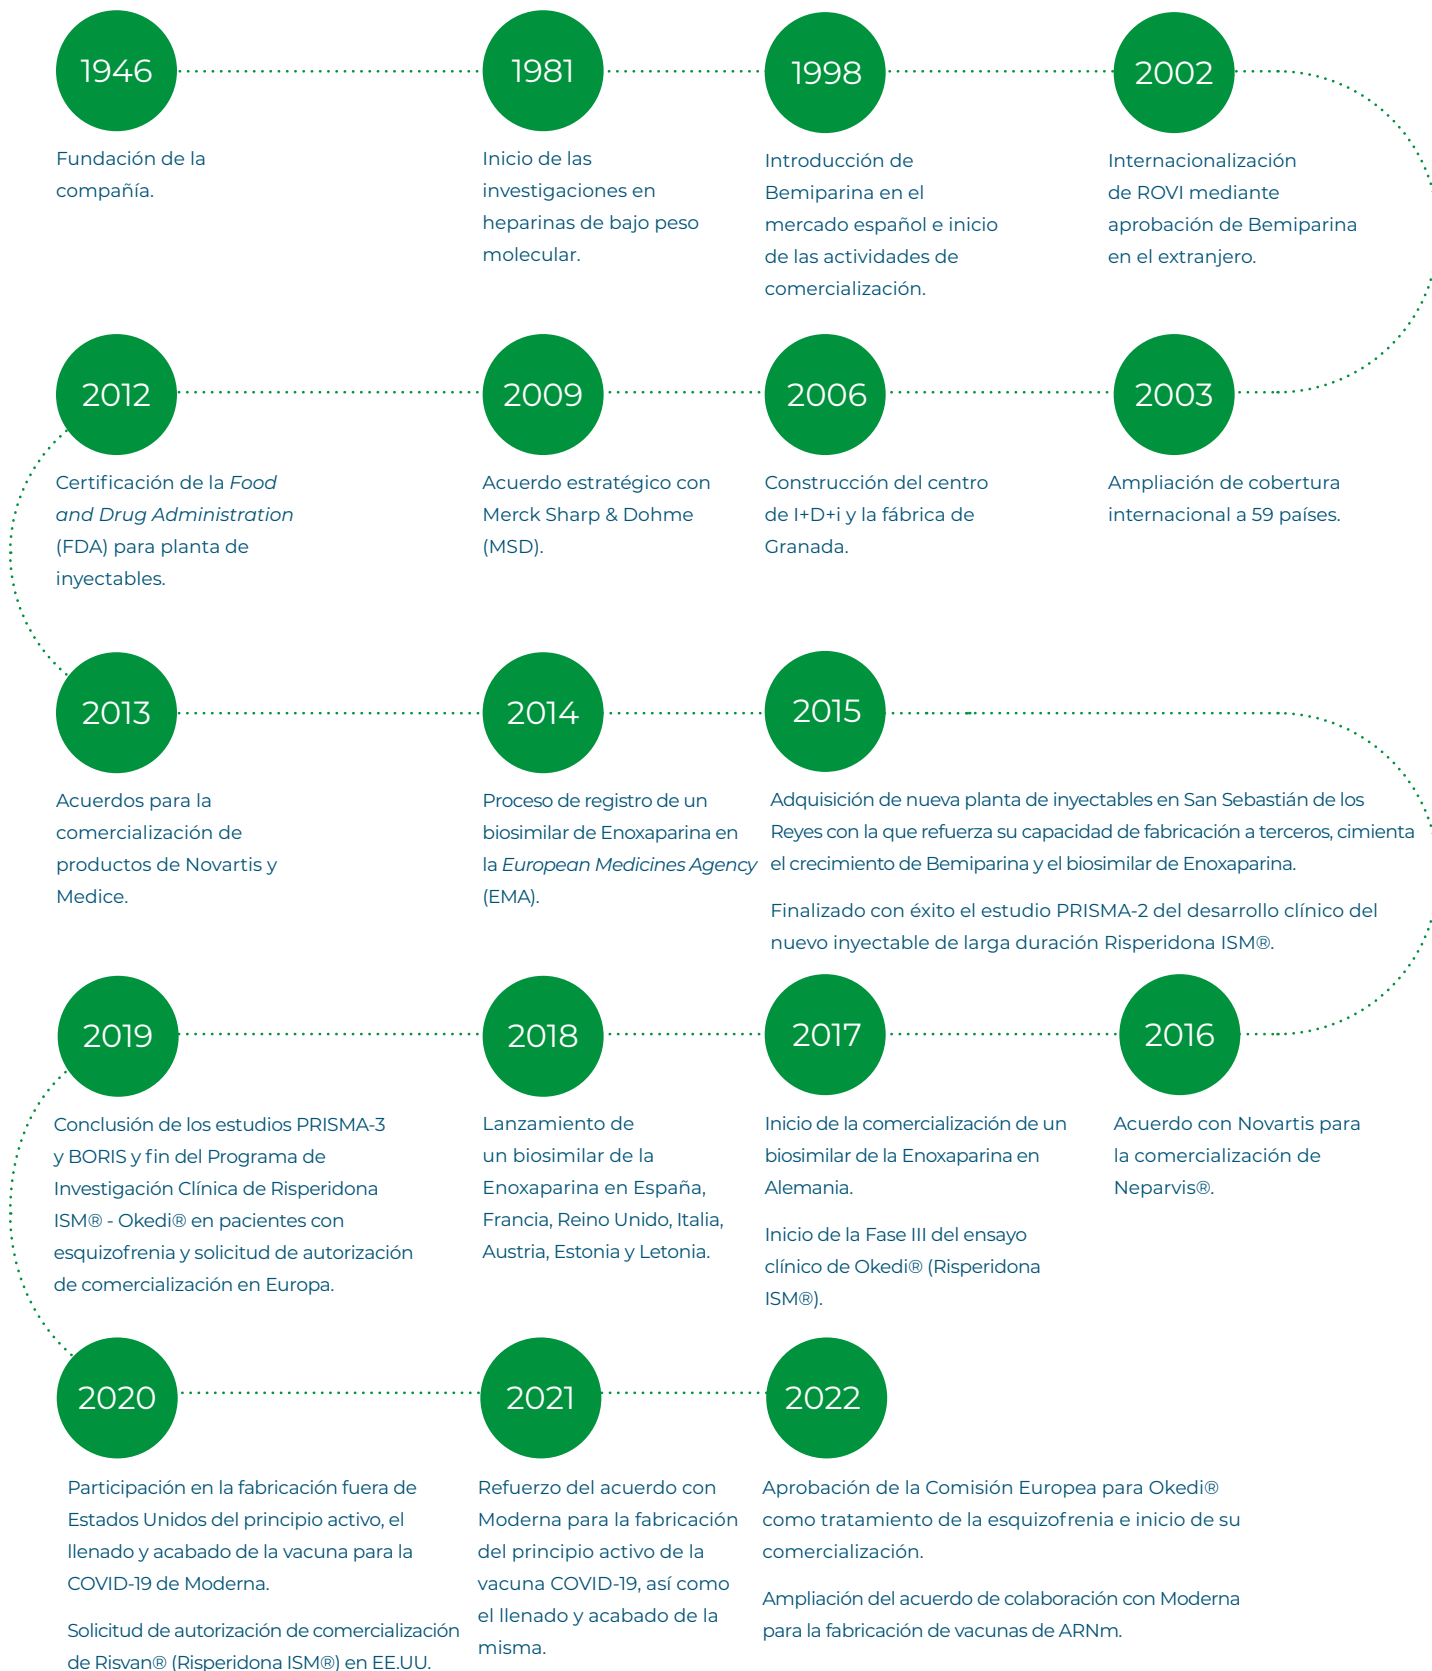 1946
Fundación de la
compañía.
1981
Inicio de las
investigaciones en
heparinas de bajo peso
molecular.
1998
Introducción de
Bemiparina en el
mercado español e inicio
de las actividades de
comercialización.
2002
Internacionalización
de ROVI mediante
aprobación de Bemiparina
en el extranjero.
2003
Ampliación de cobertura
internacional a 59 países.
2006
Construcción del centro
de I+D+i y la fábrica de
Granada.
2009
Acuerdo estratégico con
Merck Sharp & Dohme
(MSD).
2012
Certificación de la Food
and Drug Administration
(FDA) para planta de
inyectables.
2013
Acuerdos para la
comercialización de
productos de Novartis y
Medice.
2014
Proceso de registro de un
biosimilar de Enoxaparina en
la European Medicines Agency
(EMA).
2015
Adquisición de nueva planta de inyectables en San Sebastián de los
Reyes con la que refuerza su capacidad de fabricación a terceros, cimienta
el crecimiento de Bemiparina y el biosimilar de Enoxaparina.
Finalizado con éxito el estudio PRISMA-2 del desarrollo clínico del
nuevo inyectable de larga duración Risperidona ISM®.
2016
Acuerdo con Novartis para
la comercialización de
Neparvis®.
2017
Inicio de la comercialización de un
biosimilar de la Enoxaparina en
Alemania.
Inicio de la Fase III del ensayo
clínico de Okedi® (Risperidona
ISM®).
2018
Lanzamiento de
un biosimilar de la
Enoxaparina en España,
Francia, Reino Unido, Italia,
Austria, Estonia y Letonia.
2019
Conclusión de los estudios PRISMA-3
y BORIS y fin del Programa de
Investigación Clínica de Risperidona
ISM® - Okedi® en pacientes con
esquizofrenia y solicitud de autorización
de comercialización en Europa.
2020
Participación en la fabricación fuera de
Estados Unidos del principio activo, el
llenado y acabado de la vacuna para la
COVID-19 de Moderna.
Solicitud de autorización de comercialización
de Risvan® (Risperidona ISM®) en EE.UU.
2021
Refuerzo del acuerdo con
Moderna para la fabricación
del principio activo de la
vacuna COVID-19, así como
el llenado y acabado de la
misma.
2022
Aprobación de la Comisión Europea para Okedi®
como tratamiento de la esquizofrenia e inicio de su
comercialización.
Ampliación del acuerdo de colaboración con Moderna
para la fabricación de vacunas de ARNm.